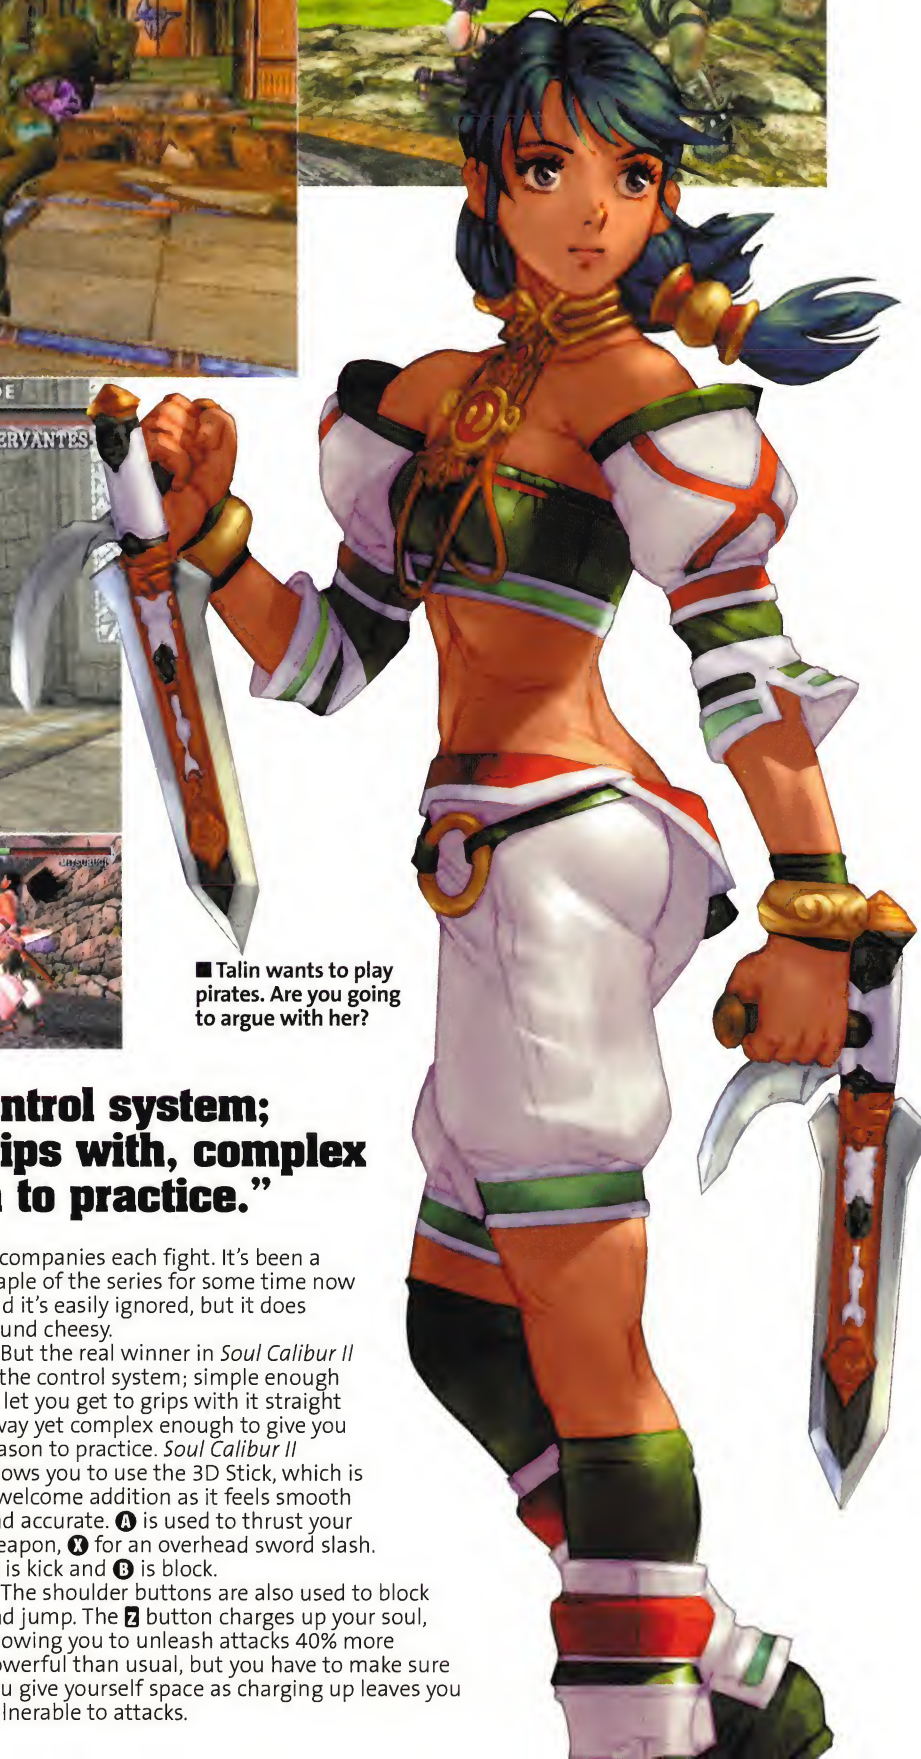 ERVANTES
MITSURUGI
■ Talin wants to play
pirates. Are you going
to argue with her?
ntrol system;
ips with, complex
to practice.”
companies each fight. It’s been a
aple of the series for some time now
d it’s easily ignored, but it does
und cheesy.
But the real winner in Soul Calibur II
the control system; simple enough
let you get to grips with it straight
way yet complex enough to give you
ason to practice. Soul Calibur II
ows you to use the 3D Stick, which is
welcome addition as it feels smooth
d accurate. A is used to thrust your
eapon, X for an overhead sword slash.
is kick and B is block.
The shoulder buttons are also used to block
nd jump. The Z button charges up your soul,
lowing you to unleash attacks 40% more
owerful than usual, but you have to make sure
u give yourself space as charging up leaves you
lnerable to attacks.